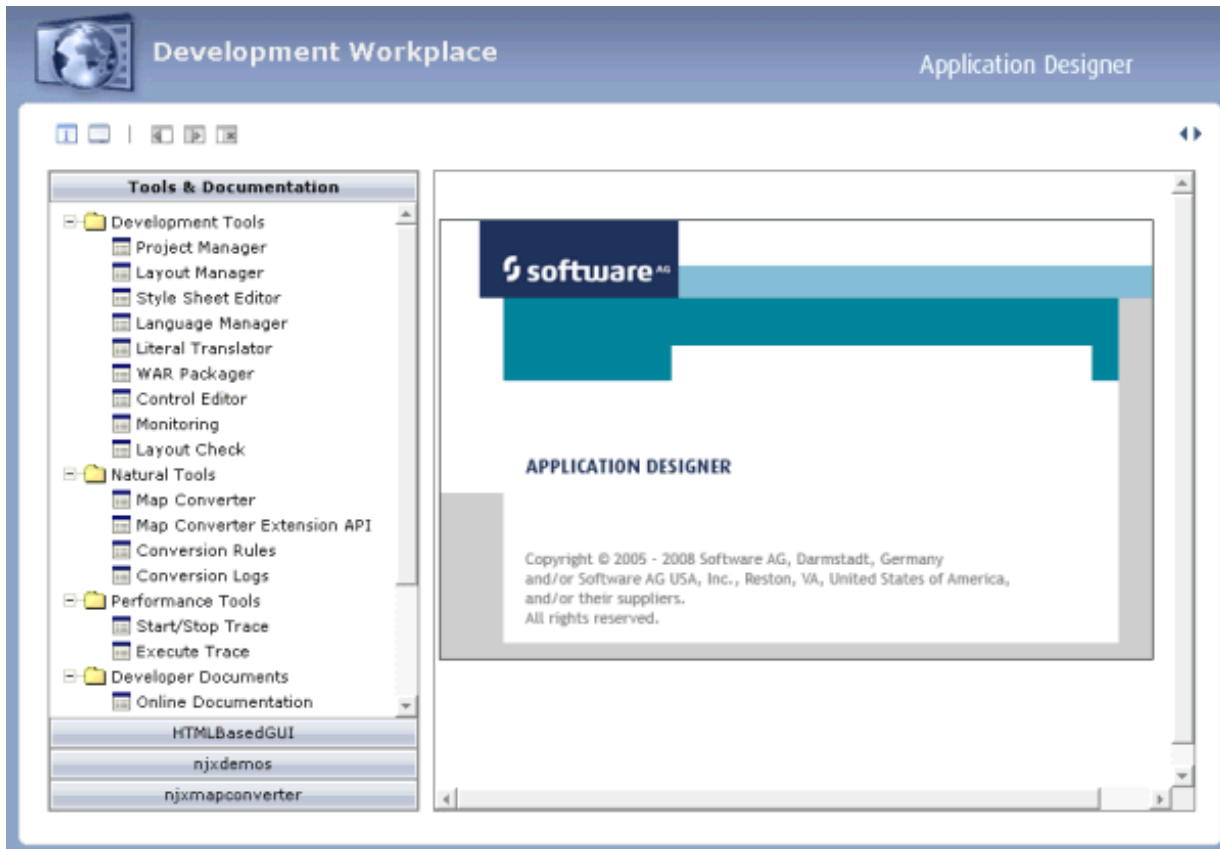 Development Workplace
Application Designer
Tools & Documentation
Development Tools
Project Manager
Layout Manager
Style Sheet Editor
Language Manager
Literal Translator
WAR Packager
Control Editor
Monitoring
Layout Check
Natural Tools
Map Converter
Map Converter Extension API
Conversion Rules
Conversion Logs
Performance Tools
Start/Stop Trace
Execute Trace
Developer Documents
Online Documentation
HTMLBasedGUI
njxdemos
njxmapconverter
software AG
APPLICATION DESIGNER
Copyright © 2005 - 2008 Software AG, Darmstadt, Germany
and/or Software AG USA, Inc., Reston, VA, United States of America,
and/or their suppliers.
All rights reserved.